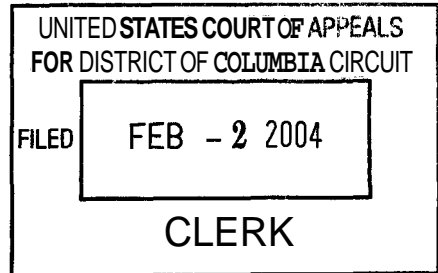 UNITED STATES COURT OF APPEALS
FOR DISTRICT OF COLUMBIA CIRCUIT
FILED FEB - 2 2004
CLERK